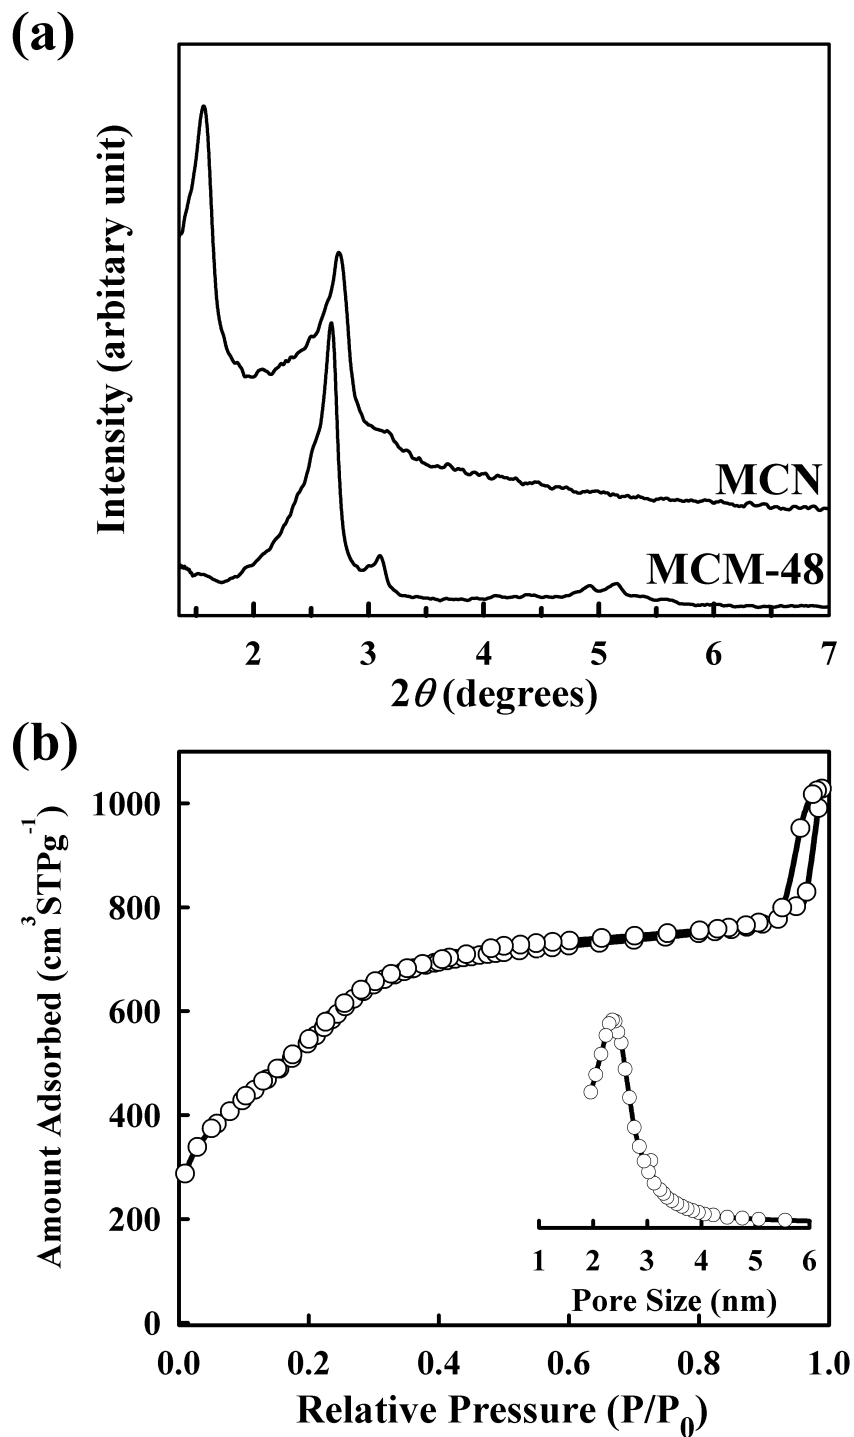 (a)
Intensity (arbitary unit)
MCN
MCM-48
2 3 4 5 6 7
2θ (degrees)
(b)
Amount Adsorbed (cm³ STPg⁻¹)
1000
800
600
400
200
0
1 2 3 4 5 6
Pore Size (nm)
0.0 0.2 0.4 0.6 0.8 1.0
Relative Pressure (P/P₀)